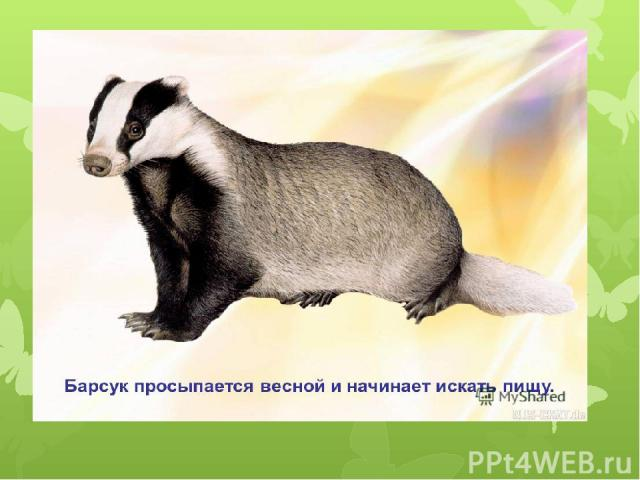 Барсук просыпается весной и начинает искать пищу.
MyShared
PPt4WEB.ru